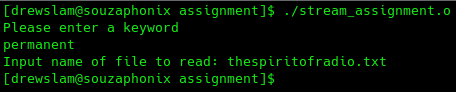 [drewslam@souzaphonix assignment]$ ./stream_assignment.o
Please enter a keyword
permanent
Input name of file to read: thespiritofradio.txt
[drewslam@souzaphonix assignment]$